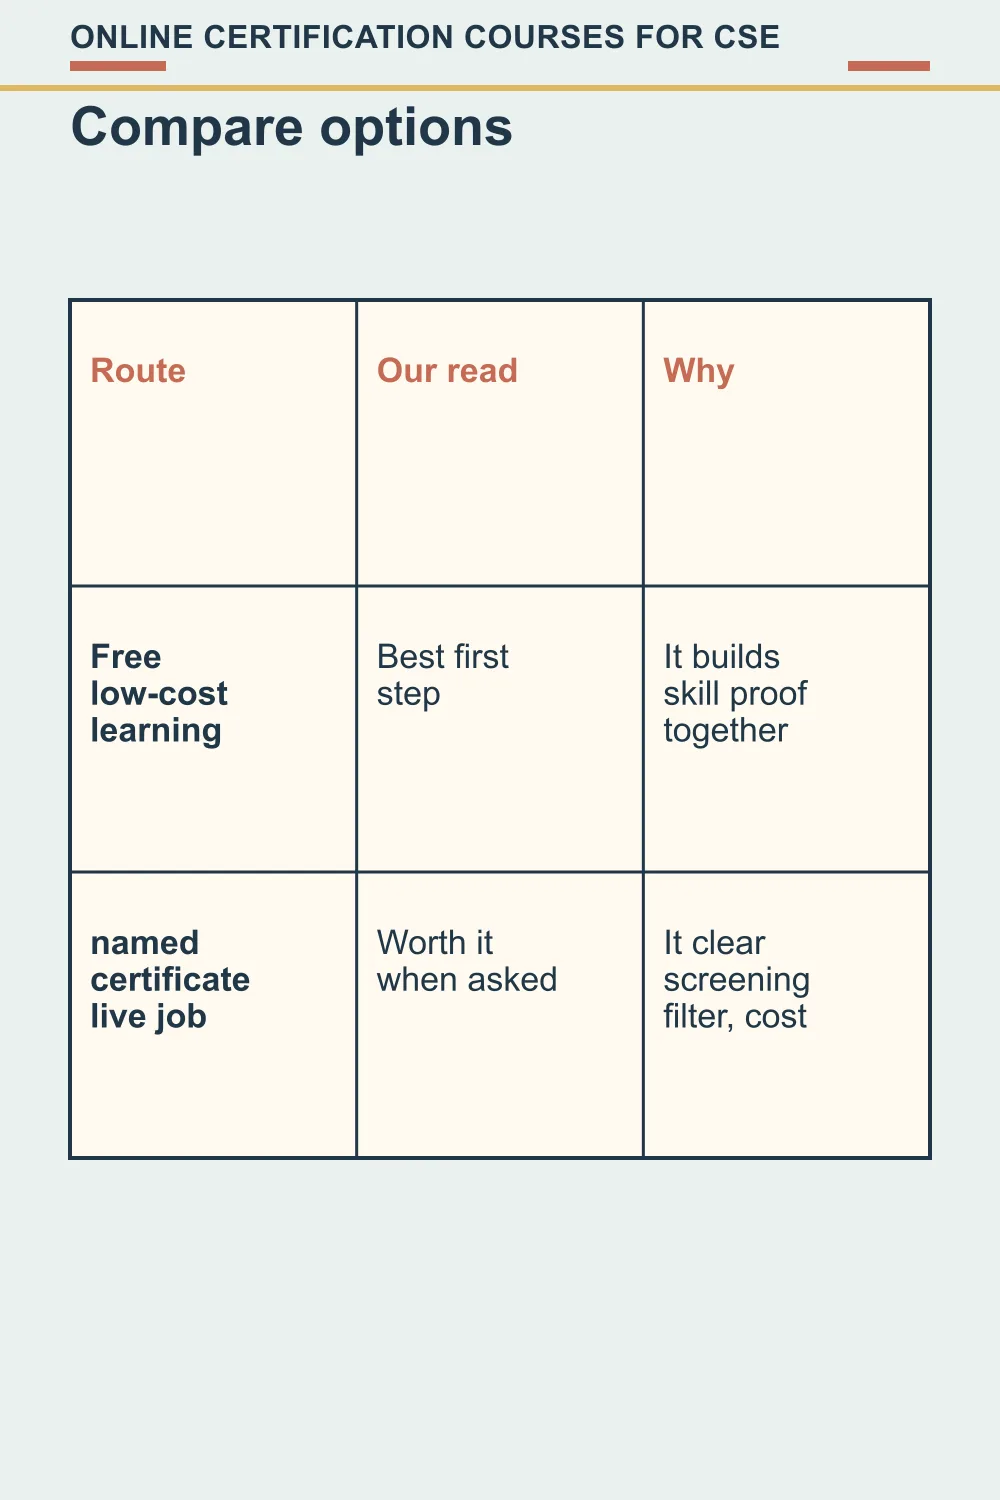 ONLINE CERTIFICATION COURSES FOR CSE
Compare options
Route
Our read
Why
Free
low-cost
learning
Best first
step
It builds
skill proof
together
named
certificate
live job
Worth it
when asked
It clear
screening
filter, cost